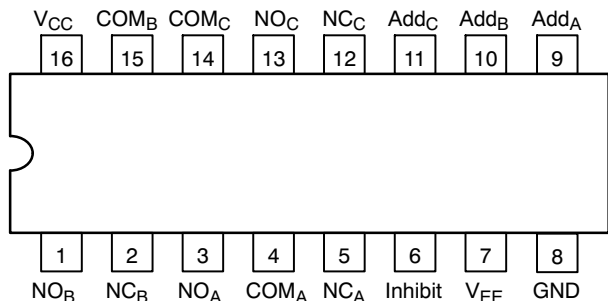 VCC COMB COMC NOC NCC AddC AddB AddA
16 15 14 13 12 11 10 9
1 2 3 4 5 6 7 8
NOB NCB NOA COMA NCA Inhibit VEE GND